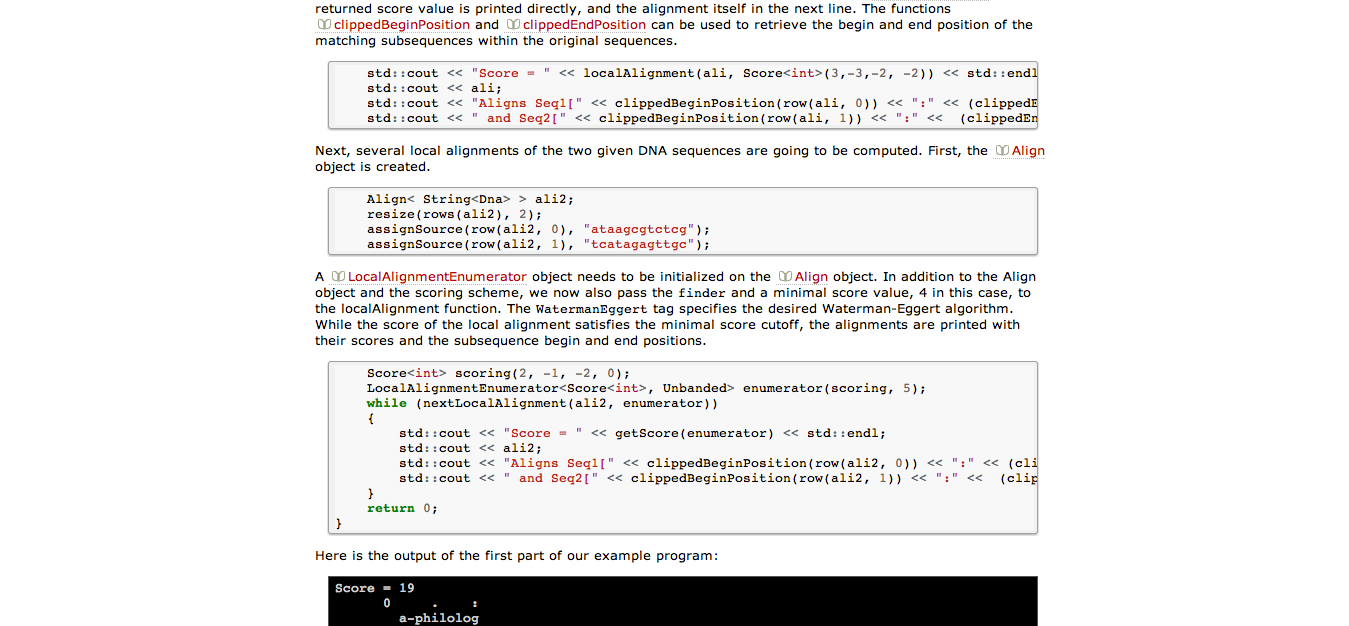 returned score value is printed directly, and the alignment itself in the next line. The functions
clippedBeginPosition and clippedEndPosition can be used to retrieve the begin and end position of the
matching subsequences within the original sequences.
std::cout << "Score = " << localAlignment(ali, Score<int>(3,-3,-2, -2)) << std::endl
std::cout << ali;
std::cout << "Aligns Seq1[" << clippedBeginPosition(row(ali, 0)) << ":" << (clippedE
std::cout << " and Seq2[" << clippedBeginPosition(row(ali, 1)) << ":" <<  (clippedEn
Next, several local alignments of the two given DNA sequences are going to be computed. First, the Align
object is created.
Align< String<Dna> > ali2;
resize(rows(ali2), 2);
assignSource(row(ali2, 0), "ataagcgtctcg");
assignSource(row(ali2, 1), "tcatagagttgc");
A LocalAlignmentEnumerator object needs to be initialized on the Align object. In addition to the Align
object and the scoring scheme, we now also pass the finder and a minimal score value, 4 in this case, to
the localAlignment function. The WatermanEggert tag specifies the desired Waterman-Eggert algorithm.
While the score of the local alignment satisfies the minimal score cutoff, the alignments are printed with
their scores and the subsequence begin and end positions.
Score<int> scoring(2, -1, -2, 0);
LocalAlignmentEnumerator<Score<int>, Unbanded> enumerator(scoring, 5);
while (nextLocalAlignment(ali2, enumerator))
{
std::cout << "Score = " << getScore(enumerator) << std::endl;
std::cout << ali2;
std::cout << "Aligns Seq1[" << clippedBeginPosition(row(ali2, 0)) << ":" << (cli
std::cout << " and Seq2[" << clippedBeginPosition(row(ali2, 1)) << ":" <<  (clip
}
return 0;
}
Here is the output of the first part of our example program:
Score = 19
0     .    :
a-philolog